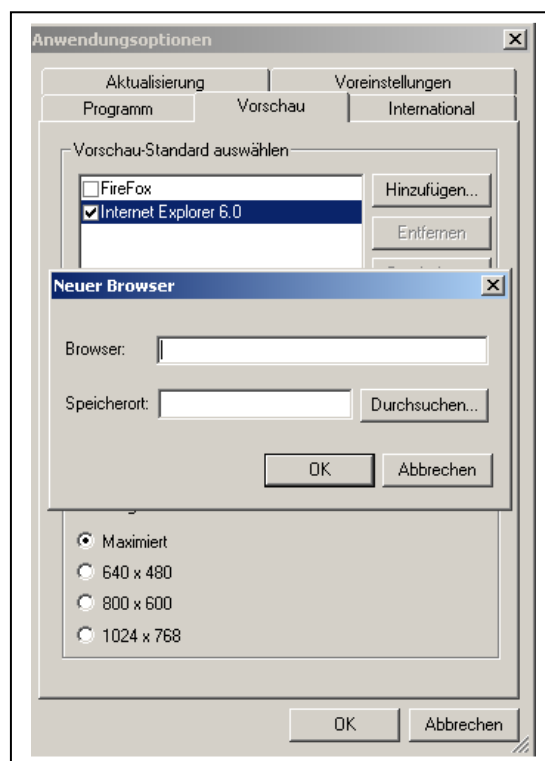 Anwendungsoptionen
Aktualisierung Voreinstellungen
Programm Vorschau International
Vorschau-Standard auswählen
FireFox Hinzufügen...
Internet Explorer 6.0
Entfernen
Neuer Browser
Browser:
Speicherort: Durchsuchen...
OK Abbrechen
Maximiert
640 x 480
800 x 600
1024 x 768
OK Abbrechen